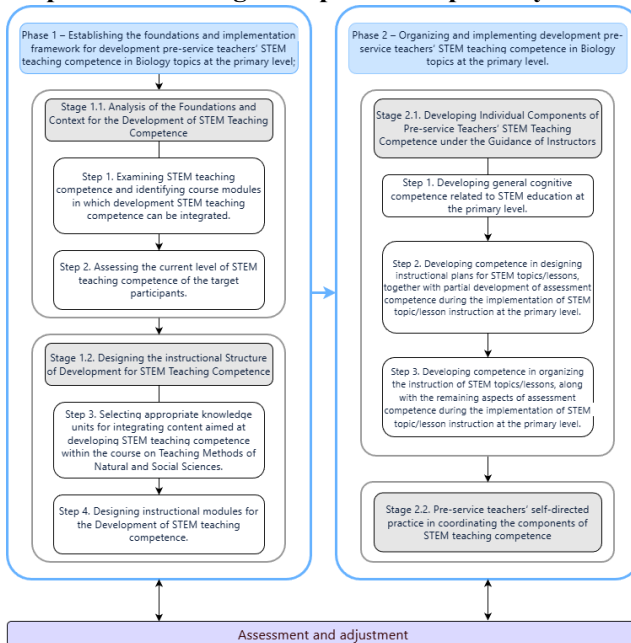 Phase 1 – Establishing the foundations and implementation
framework for development pre-service teachers' STEM
teaching competence in Biology topics at the primary level;
Stage 1.1. Analysis of the Foundations and
Context for the Development of STEM Teaching
Competence
Step 1. Examining STEM teaching
competence and identifying course modules
in which development STEM teaching
competence can be integrated.
Step 2. Assessing the current level of STEM
teaching competence of the target
participants.
Stage 1.2. Designing the instructional Structure
of Development for STEM Teaching Competence
Step 3. Selecting appropriate knowledge
units for integrating content aimed at
developing STEM teaching competence
within the course on Teaching Methods of
Natural and Social Sciences.
Step 4. Designing instructional modules for
the Development of STEM teaching
competence.
Phase 2 – Organizing and implementing development pre-
service teachers' STEM teaching competence in Biology
topics at the primary level.
Stage 2.1. Developing Individual Components of
Pre-service Teachers' STEM Teaching
Competence under the Guidance of Instructors
Step 1. Developing general cognitive
competence related to STEM education at
the primary level.
Step 2. Developing competence in designing
instructional plans for STEM topics/lessons,
together with partial development of assessment
competence during the implementation of STEM
topic/lesson instruction at the primary level.
Step 3. Developing competence in organizing
the instruction of STEM topics/lessons, along
with the remaining aspects of assessment
competence during the implementation of STEM
topic/lesson instruction at the primary level.
Stage 2.2. Pre-service teachers' self-directed
practice in coordinating the components of
STEM teaching competence
Assessment and adjustment